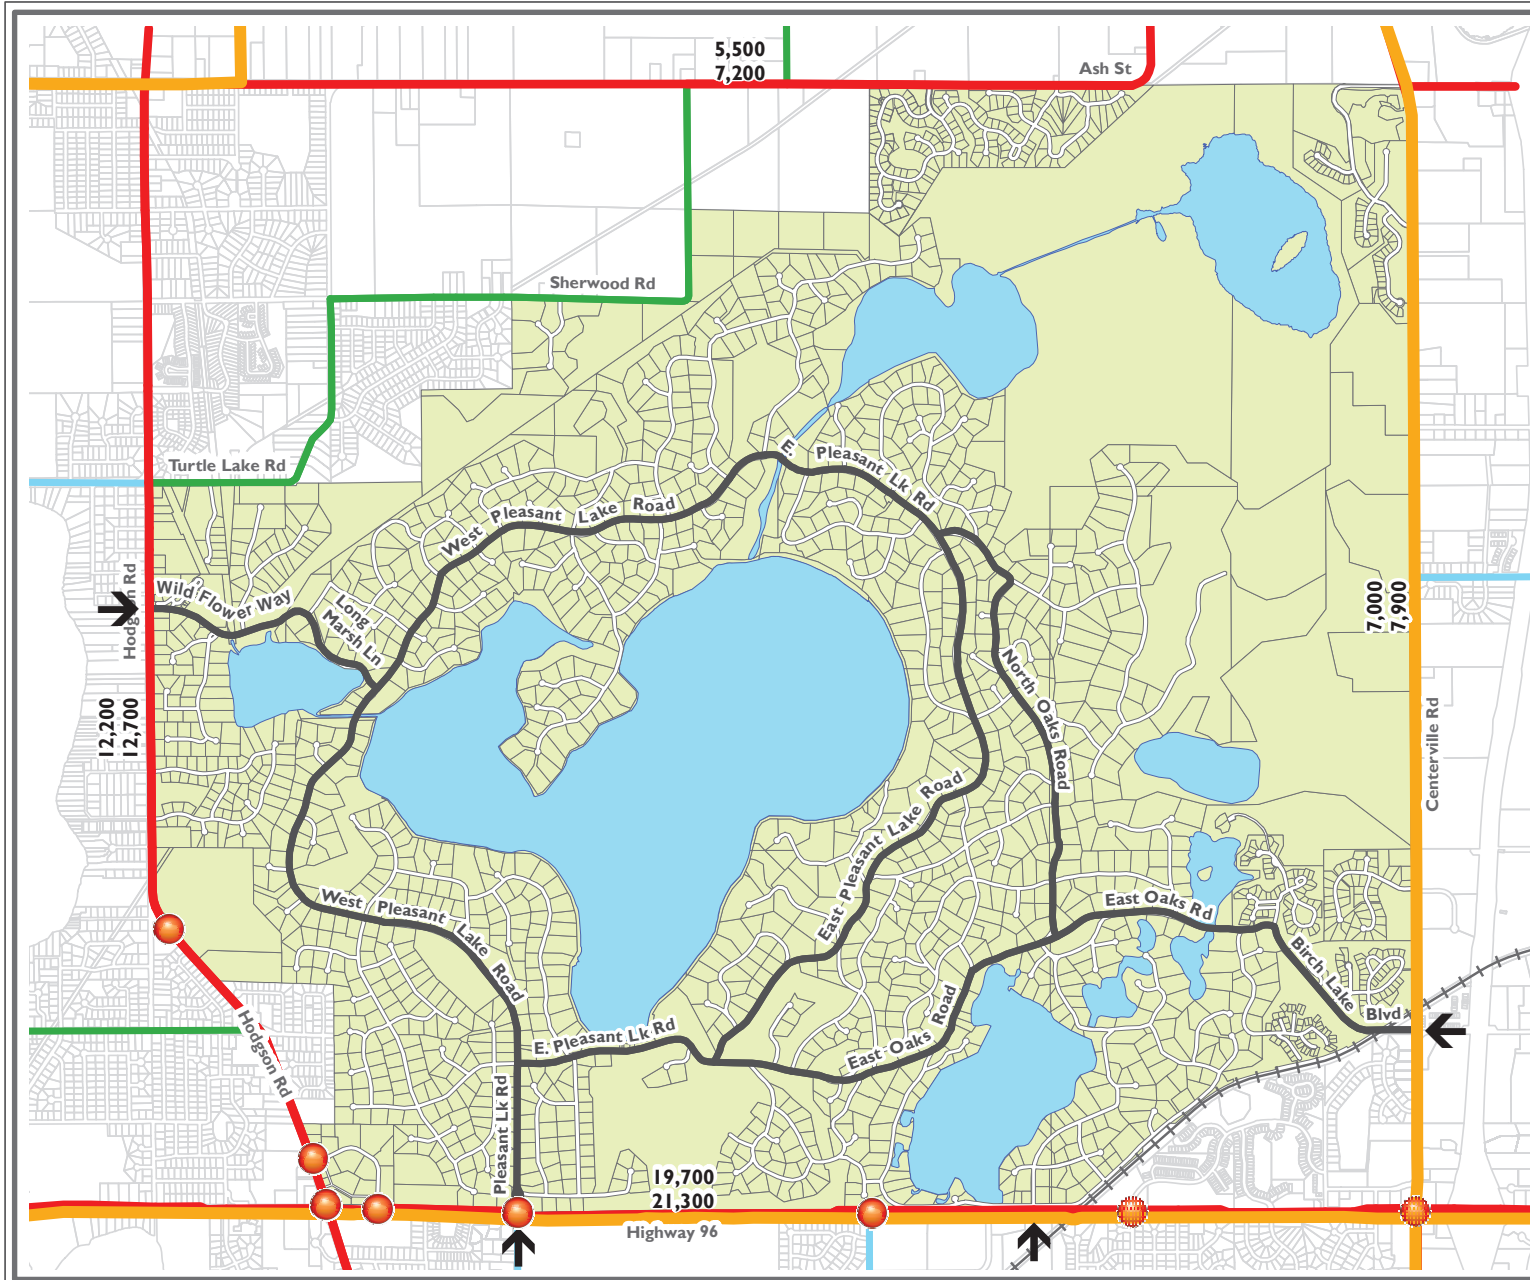 5,500
7,200
Ash St
Sherwood Rd
Turtle Lake Rd
E. Pleasant Lk Rd
West Pleasant Lake Road
Hodgson Rd
Wild Flower Way
Long
Marsh Ln
7,000
7,900
North Oaks Road
12,200
12,700
Centerville Rd
East Pleasant Lake Road
West Pleasant Lake Road
East Oaks Rd
Birch Lake Blvd
Hodgson Rd
E. Pleasant Lk Rd
East Oaks Road
Pleasant Lk Rd
19,700
21,300
Highway 96